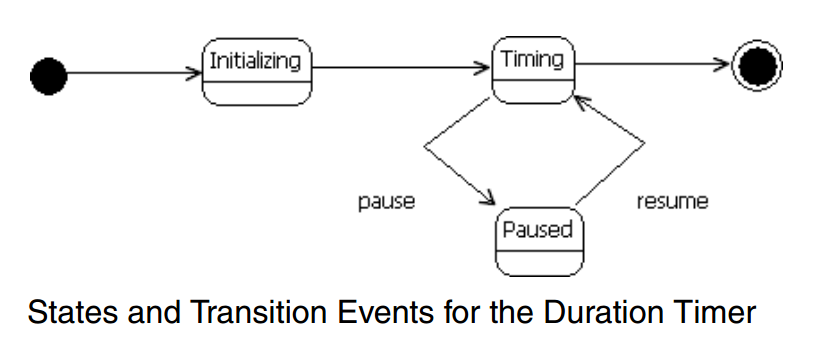 Initializing
Timing
pause
resume
Paused
States and Transition Events for the Duration Timer